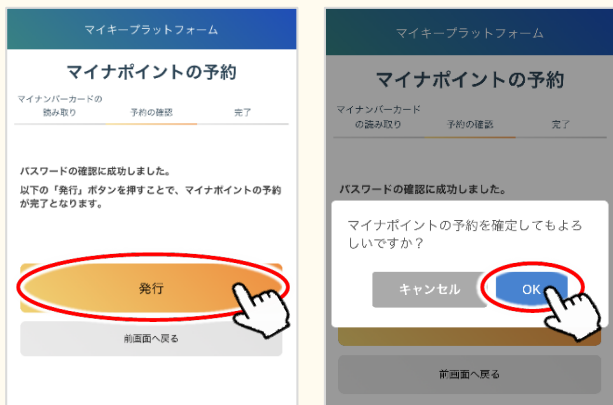 マイキープラットフォーム
マイナポイントの予約
マイナンバーカードの
読み取り
予約の確認
完了
パスワードの確認に成功しました。
以下の「発行」ボタンを押すことで、マイナポイントの予約
が完了となります。
発行
前画面へ戻る
マイキープラットフォーム
マイナポイントの予約
マイナンバーカード
の読み取り
予約の確認
完了
パスワードの確認に成功しました。
マイナポイントの予約を確定してもよろ
しいですか？
キャンセル
OK
前画面へ戻る